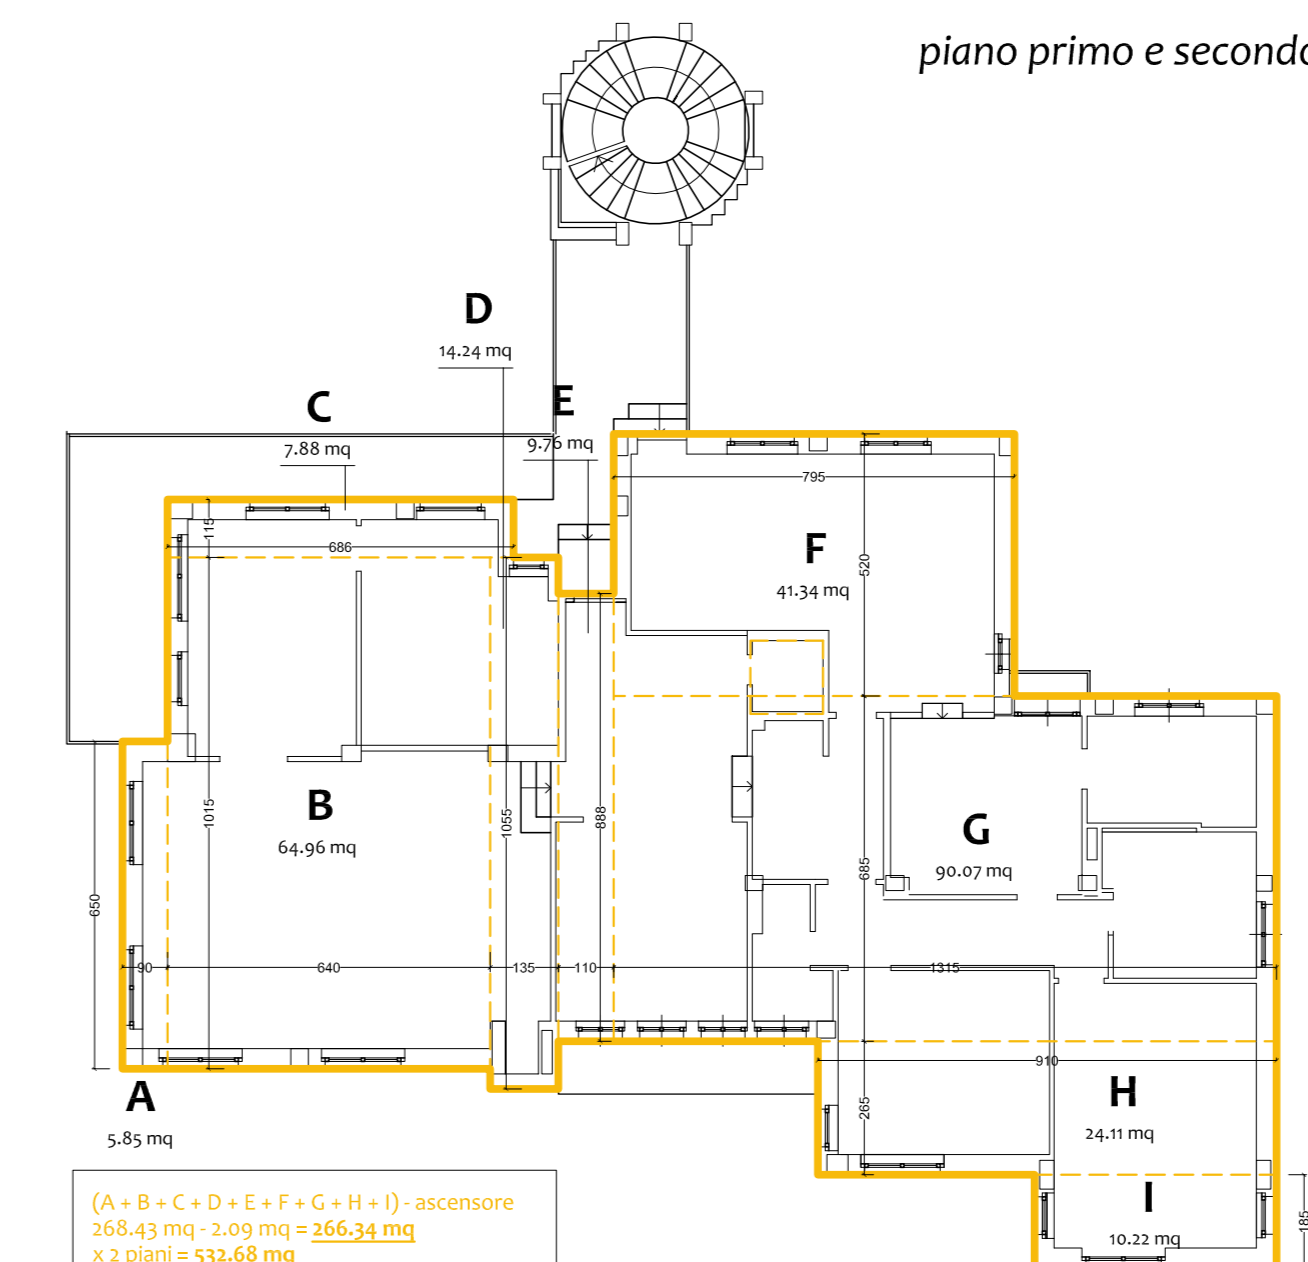 piano primo e secondo
D
14.24 mq
C
7.88 mq
E
9.76 mq
795
115
686
F
41.34 mq
520
B
64.96 mq
1015
1055
888
G
90.07 mq
685
650
90
640
135
110
1315
910
A
5.85 mq
H
24.11 mq
265
I
10.22 mq
185
(A + B + C + D + E + F + G + H + I) - ascensore
268.43 mq - 2.09 mq = 266.34 mq
x 2 piani = 532.68 mq